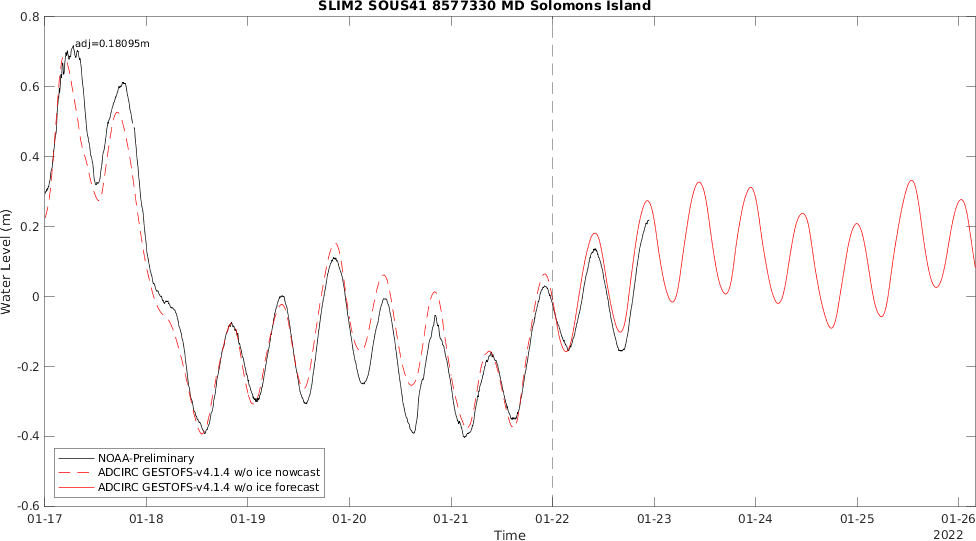 SLIM2 SOUS41 8577330 MD Solomons Island
adj=0.18095m
0.8
0.6
0.4
0.2
0
-0.2
-0.4
-0.6
Water Level (m)
NOAA-Preliminary
ADCIRC GESTOFS-v4.1.4 w/o ice nowcast
ADCIRC GESTOFS-v4.1.4 w/o ice forecast
01-17 01-18 01-19 01-20 01-21 01-22 01-23 01-24 01-25 01-26
Time
2022